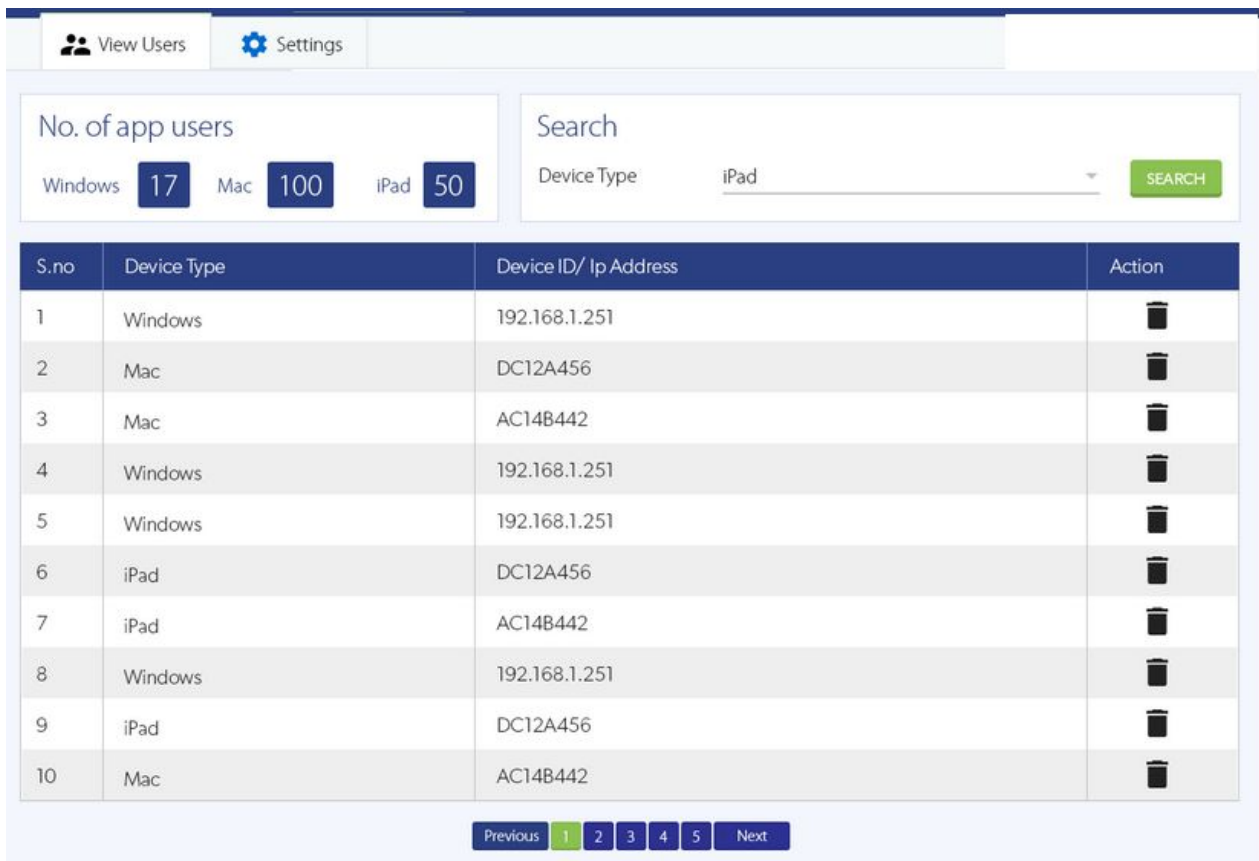 View Users Settings
No. of app users
Windows 17 Mac 100 iPad 50
Search
Device Type iPad SEARCH
S.no Device Type Device ID/ Ip Address Action
1 Windows 192.168.1.251
2 Mac DC12A456
3 Mac AC14B442
4 Windows 192.168.1.251
5 Windows 192.168.1.251
6 iPad DC12A456
7 iPad AC14B442
8 Windows 192.168.1.251
9 iPad DC12A456
10 Mac AC14B442
Previous 1 2 3 4 5 Next